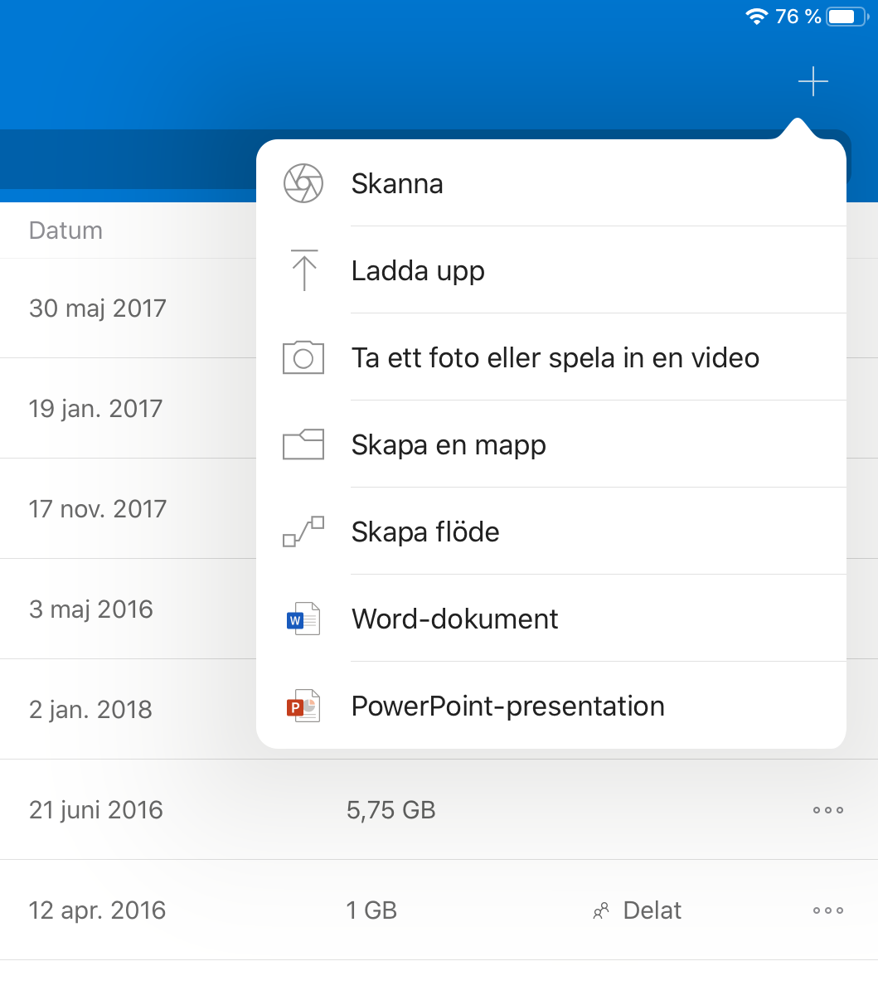 76 %
Skanna
Ladda upp
Ta ett foto eller spela in en video
Skapa en mapp
Skapa flöde
W Word-dokument
P PowerPoint-presentation
Datum
30 maj 2017
19 jan. 2017
17 nov. 2017
3 maj 2016
2 jan. 2018
21 juni 2016 5,75 GB
12 apr. 2016 1 GB Delat